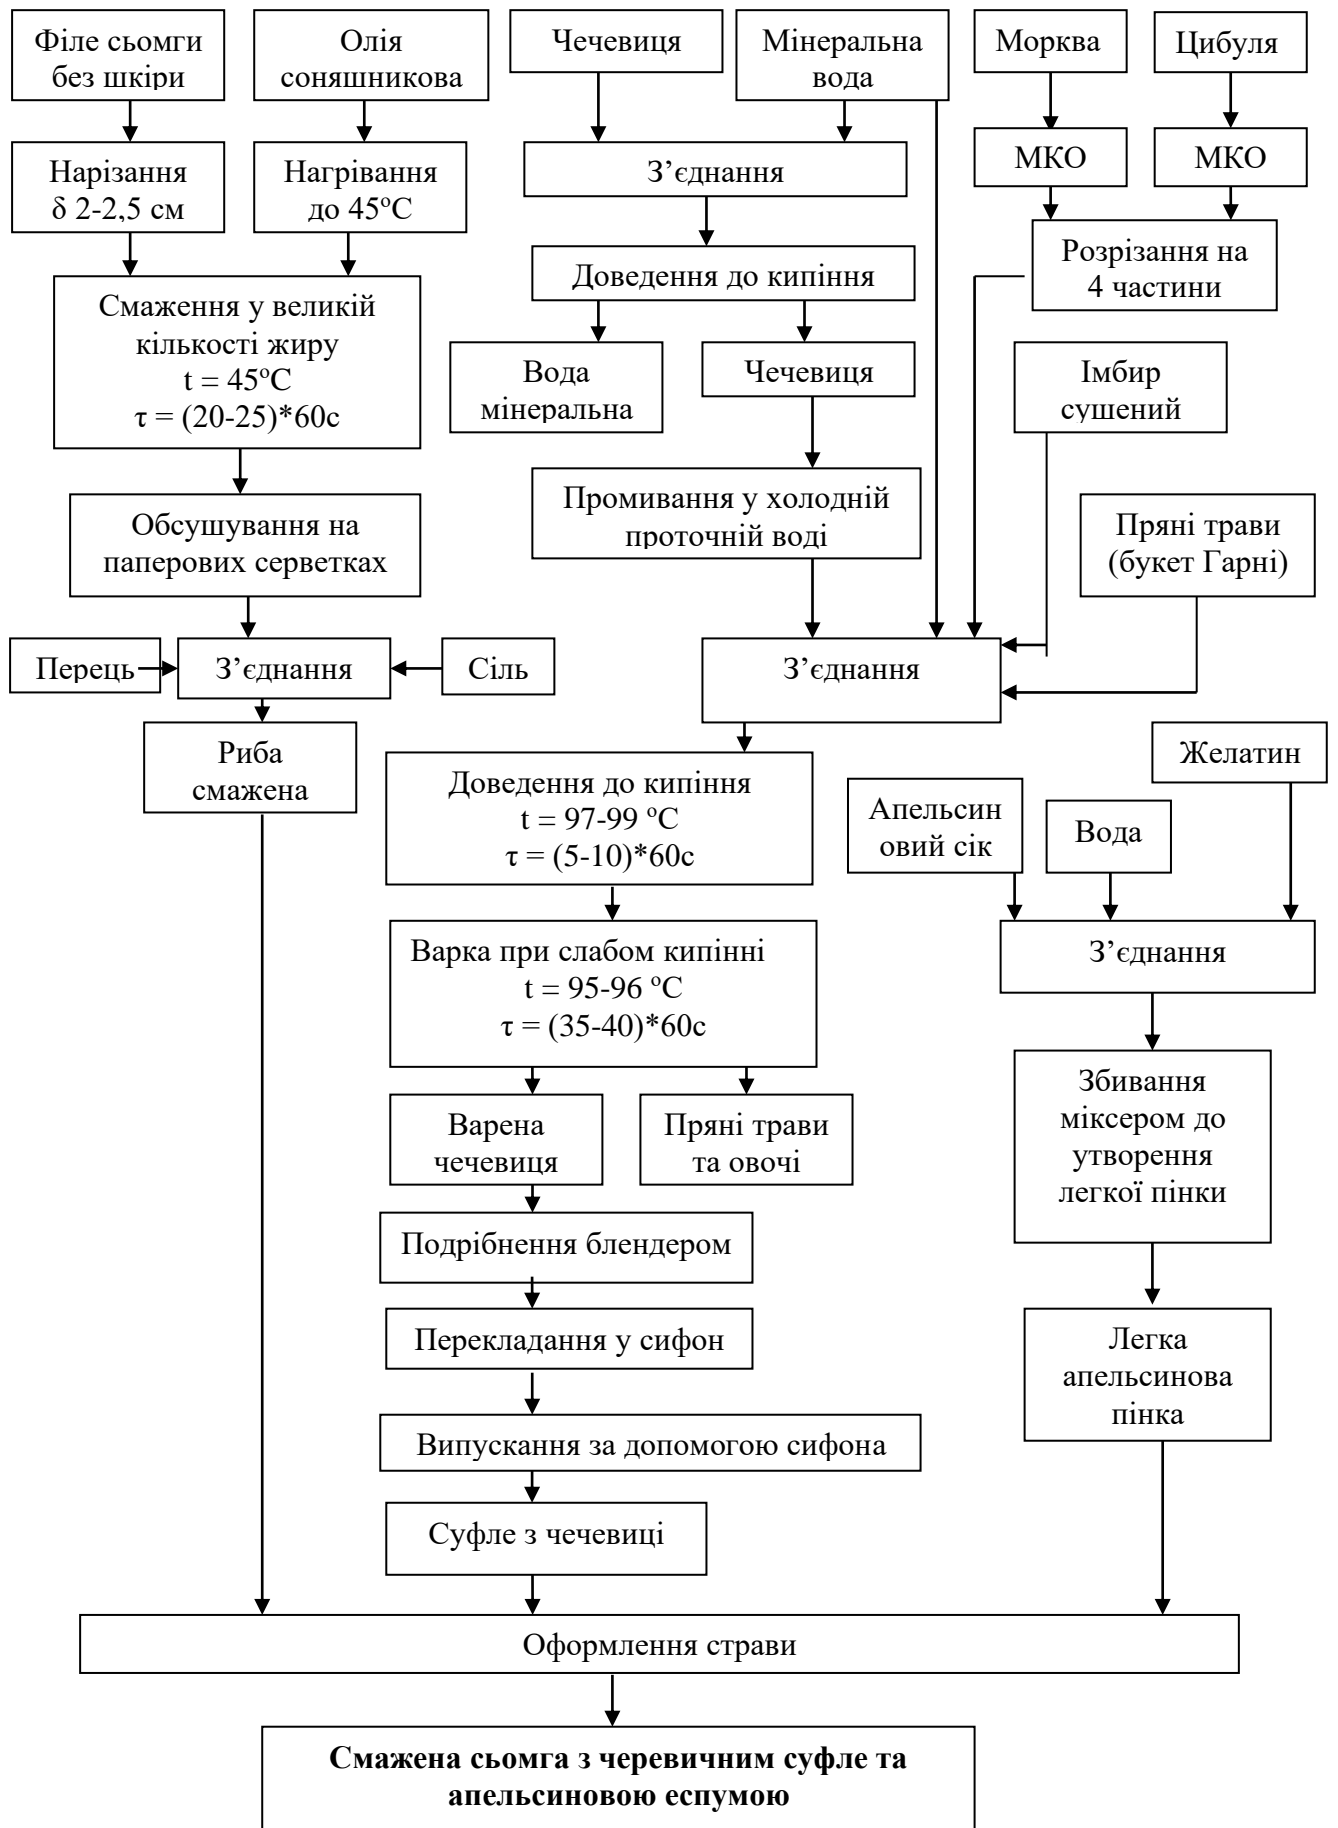 Філе сьомги
без шкіри
Олія
соняшникова
Чечевиця
Мінеральна
вода
Морква
Цибуля
Нарізання
δ 2-2,5 см
Нагрівання
до 45ºС
З’єднання
МКО
МКО
Доведення до кипіння
Розрізання на
4 частини
Смаження у великій
кількості жиру
t = 45ºС
τ = (20-25)*60с
Вода
мінеральна
Чечевиця
Імбир
сушений
Обсушування на
паперових серветках
Промивання у холодній
проточній воді
Пряні трави
(букет Гарні)
Перець
З’єднання
Сіль
З’єднання
Риба
смажена
Доведення до кипіння
t = 97-99 ºС
τ = (5-10)*60с
Апельсин
овий сік
Вода
Желатин
Варка при слабом кипінні
t = 95-96 ºС
τ = (35-40)*60с
З’єднання
Варена
чечевиця
Пряні трави
та овочі
Збивання
міксером до
утворення
легкої пінки
Подрібнення блендером
Перекладання у сифон
Легка
апельсинова
пінка
Випускання за допомогою сифона
Суфле з чечевиці
Оформлення страви
Смажена сьомга з черевичним суфле та
апельсиновою еспумою